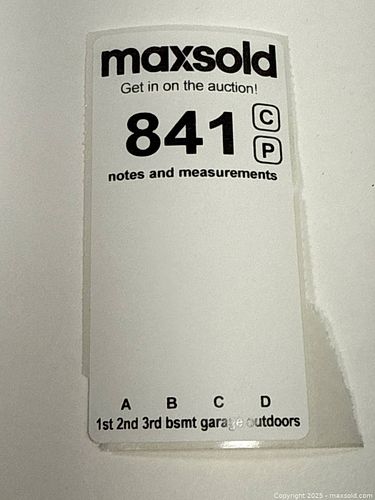 maxsold
Get in on the auction!
841 C
P
notes and measurements
A B C D
1st 2nd 3rd bsmt garage outdoors
Copyright 2025 - maxsold.com